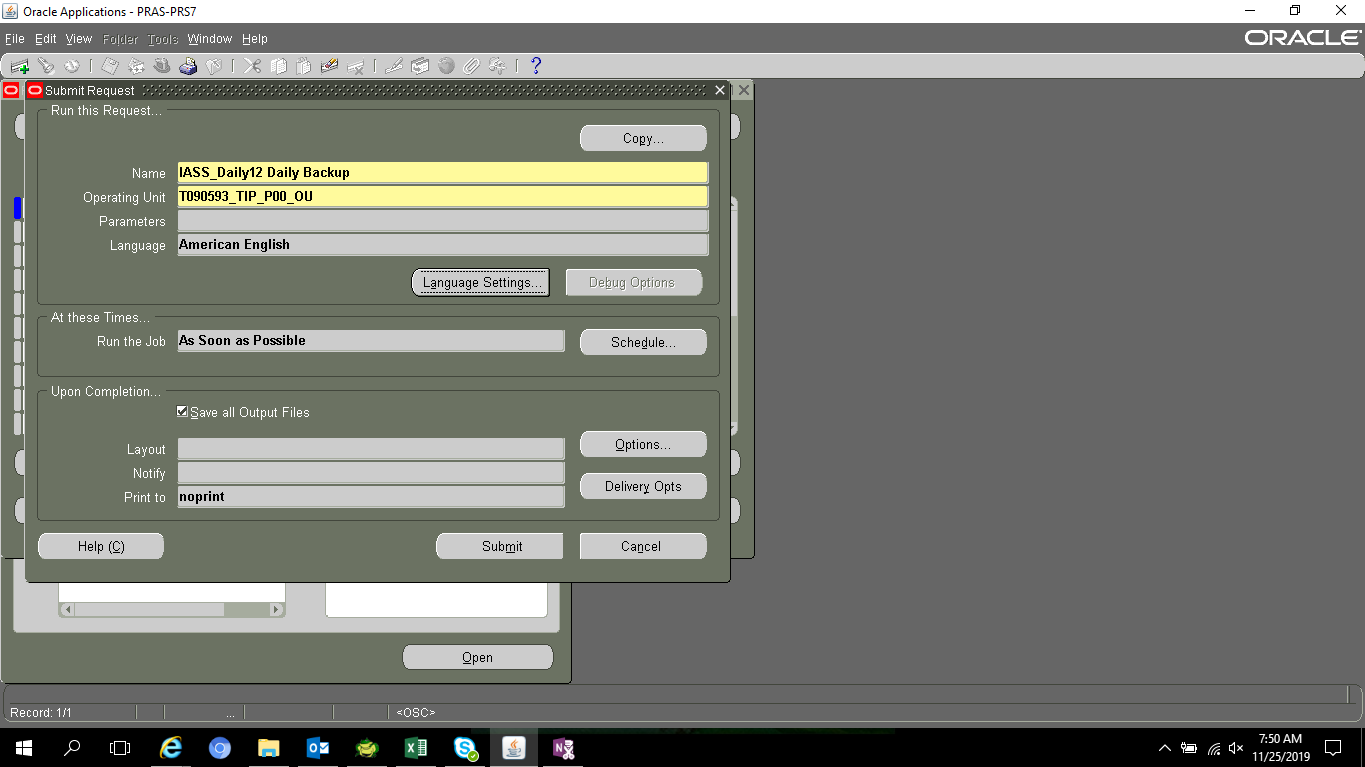 Oracle Applications - PRAS-PRS7
File Edit View Folder Tools Window Help
ORACLE
Submit Request
Run this Request...
Copy...
Name IASS_Daily12 Daily Backup
Operating Unit T090593_TIP_P00_OU
Parameters
Language American English
Language Settings... Debug Options
At these Times...
Run the Job As Soon as Possible Schedule...
Upon Completion...
Save all Output Files
Layout Options...
Notify
Delivery Opts
Print to noprint
Help (C) Submit Cancel
Open
Record: 1/1 ... <OSC>
7:50 AM
11/25/2019